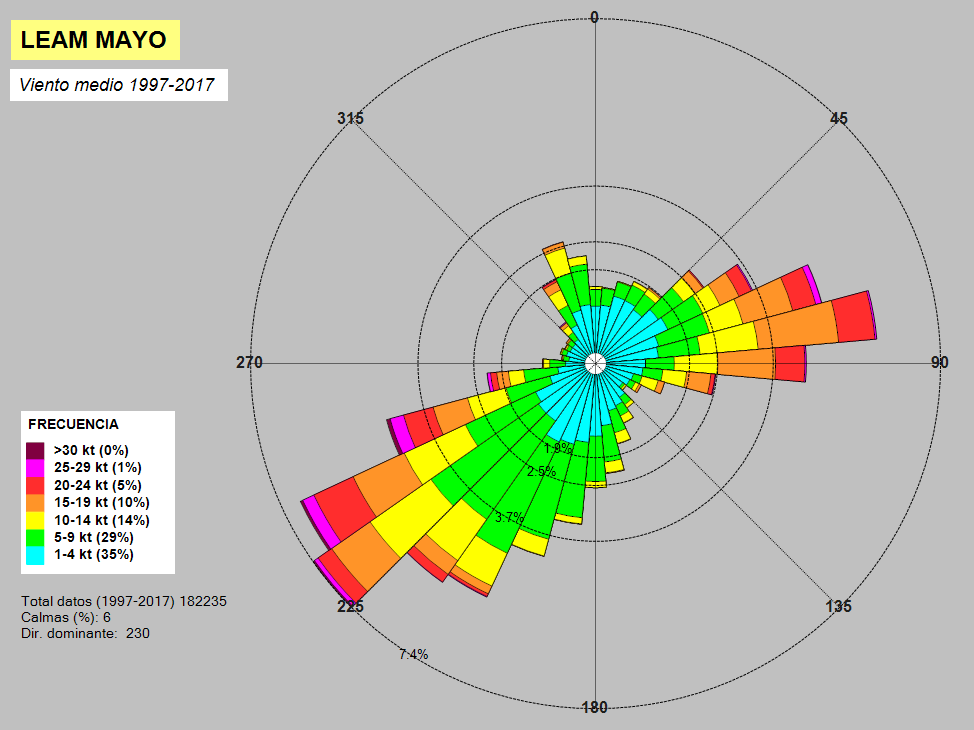 LEAM MAYO
Viento medio 1997-2017
0
315
45
270
90
1.9%
2.5%
3.7%
FRECUENCIA
>30 kt (0%)
25-29 kt (1%)
20-24 kt (5%)
15-19 kt (10%)
10-14 kt (14%)
5-9 kt (29%)
1-4 kt (35%)
Total datos (1997-2017) 182235
Calmas (%): 6
Dir. dominante: 230
225
135
7.4%
180